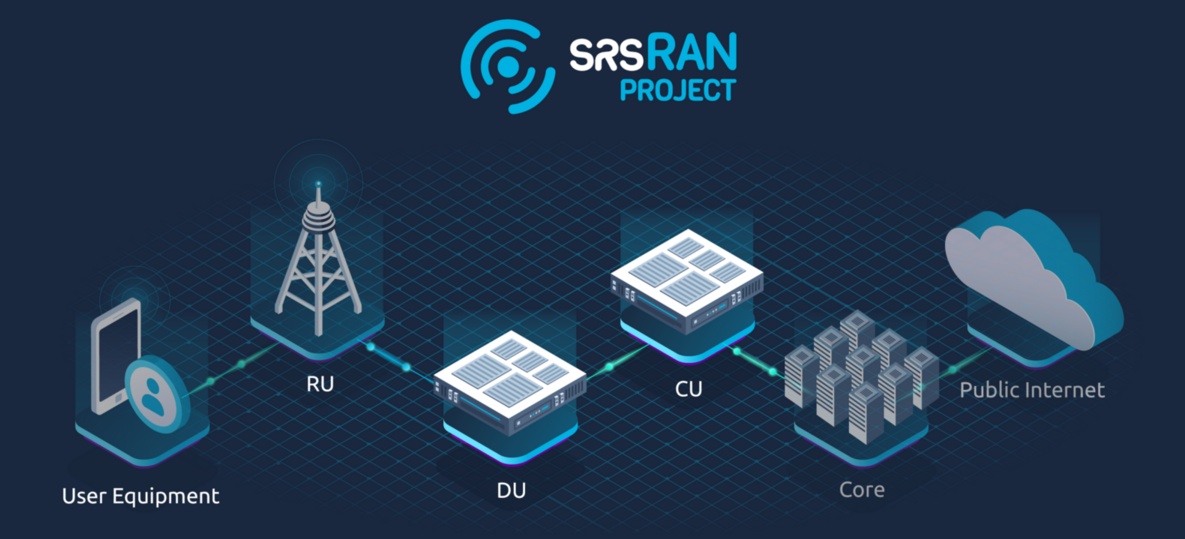 srsRAN
PROJECT
RU
CU
Public Internet
User Equipment
DU
Core